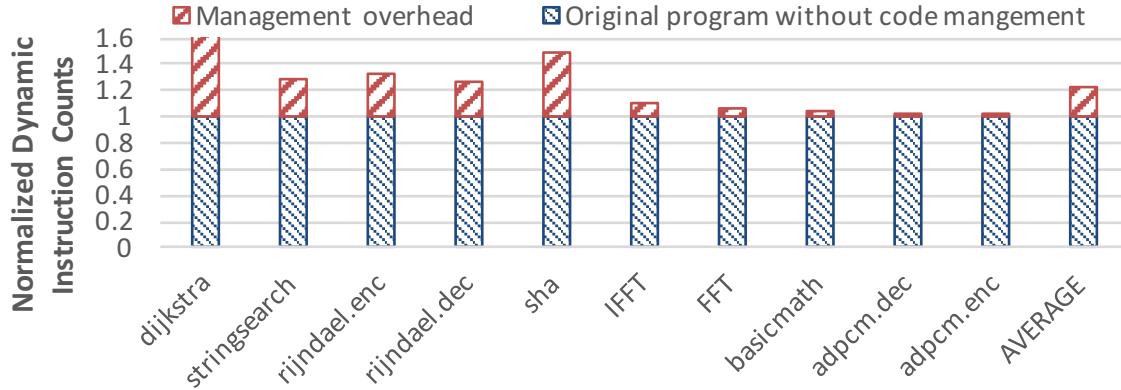 Management overhead
Original program without code mangement
Normalized Dynamic
Instruction Counts
1.6
1.4
1.2
1
0.8
0.6
0.4
0.2
0
dijkstra
stringsearch
rijndael.enc
rijndael.dec
sha
IFFT
FFT
basicmath
adpcm.dec
adpcm.enc
AVERAGE